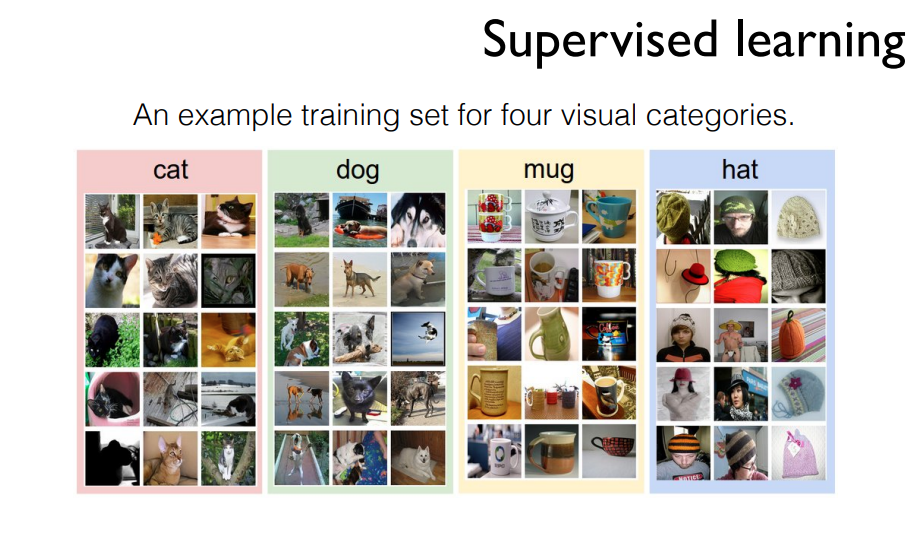 Supervised learning
An example training set for four visual categories.
cat
dog
mug
hat